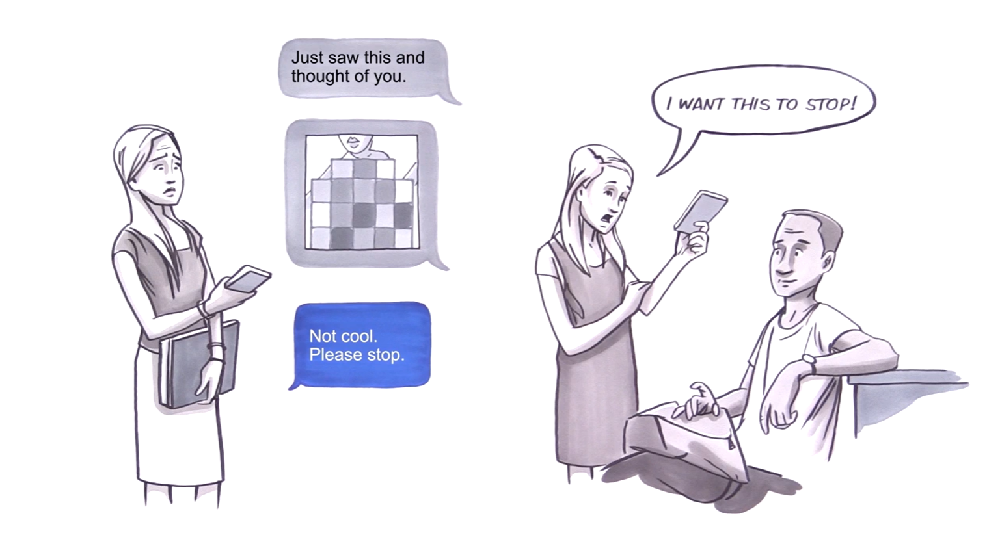 Just saw this and
thought of you.
Not cool.
Please stop.
I WANT THIS TO STOP!